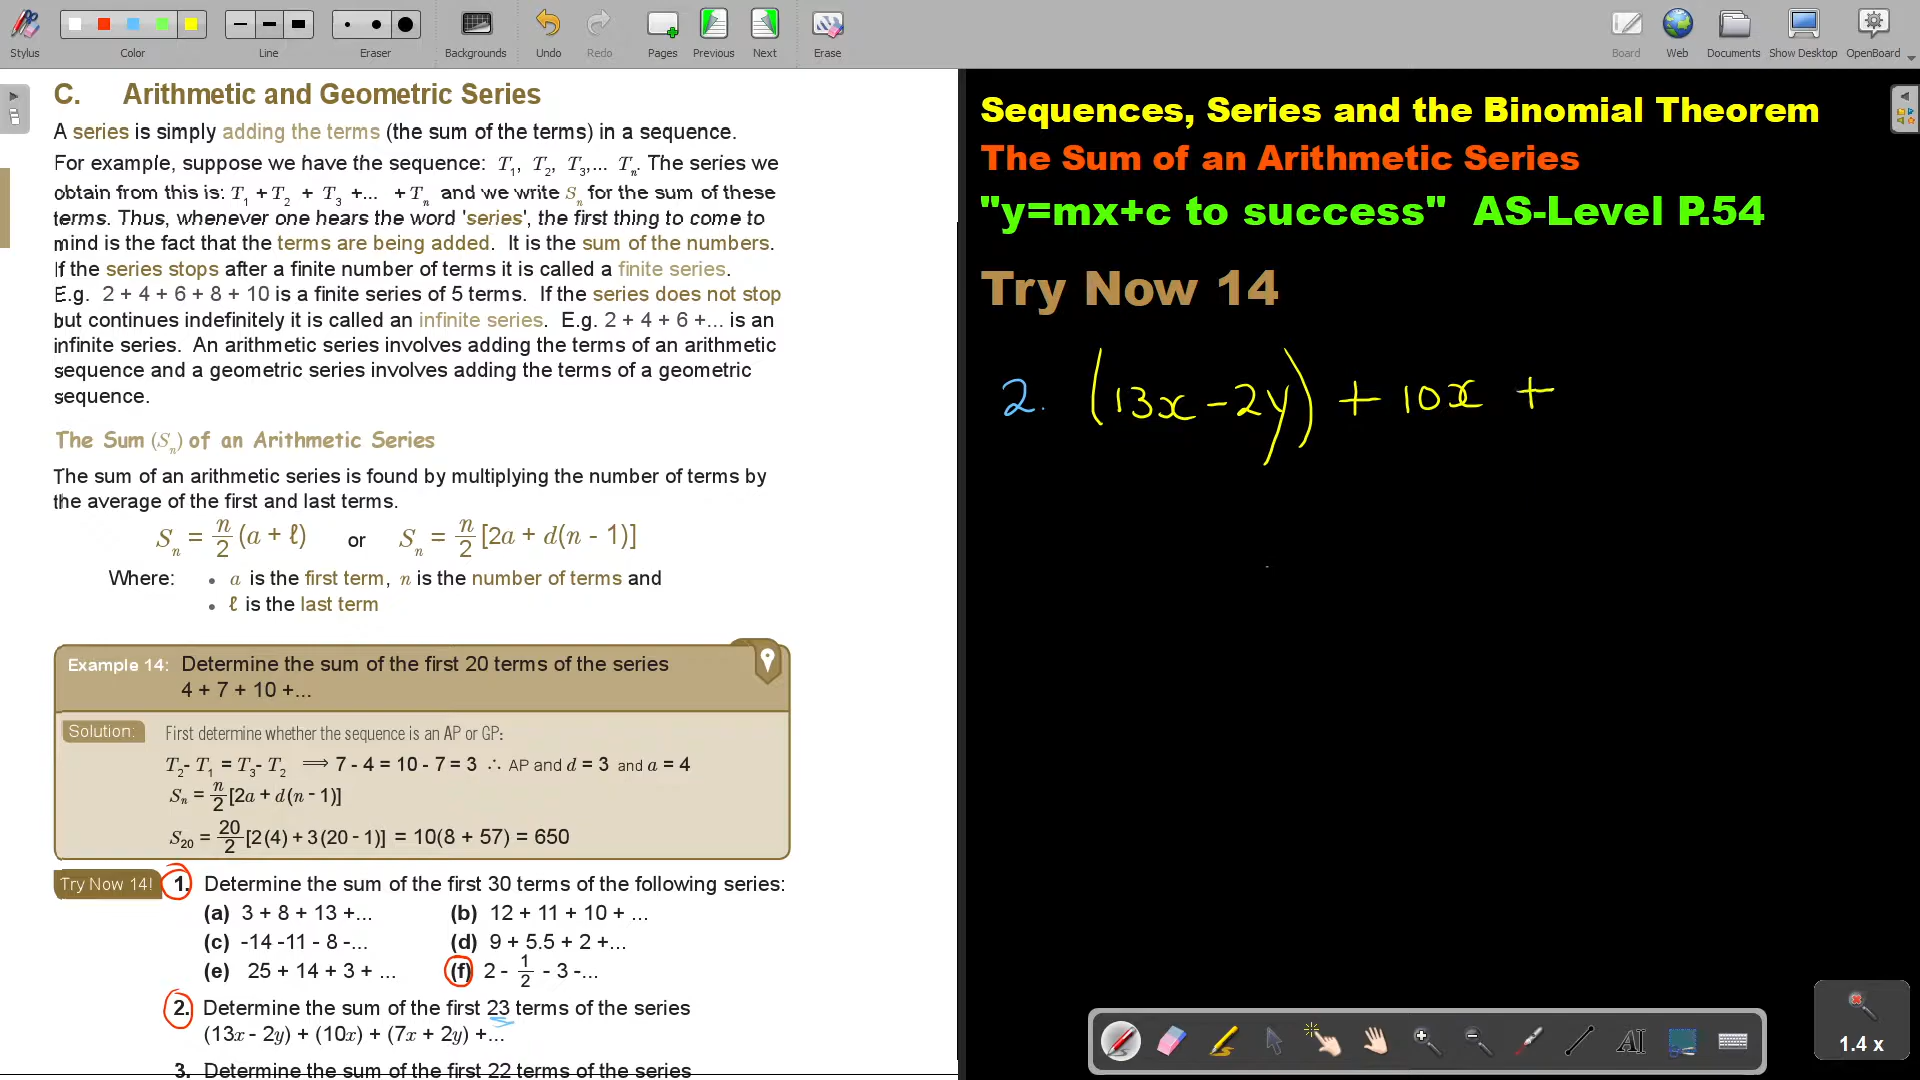 Stylus Color Line Eraser Backgrounds Undo Redo Pages Previous Next Erase Board Web Documents Show Desktop OpenBoard
C. Arithmetic and Geometric Series
A series is simply adding the terms (the sum of the terms) in a sequence.
For example, suppose we have the sequence: T₁, T₂, T₃,... Tₙ. The series we
obtain from this is: T₁ + T₂ + T₃ +... + Tₙ and we write Sₙ for the sum of these
terms. Thus, whenever one hears the word 'series', the first thing to come to
mind is the fact that the terms are being added. It is the sum of the numbers.
If the series stops after a finite number of terms it is called a finite series.
E.g. 2 + 4 + 6 + 8 + 10 is a finite series of 5 terms. If the series does not stop
but continues indefinitely it is called an infinite series. E.g. 2 + 4 + 6 +... is an
infinite series. An arithmetic series involves adding the terms of an arithmetic
sequence and a geometric series involves adding the terms of a geometric
sequence.
The Sum (Sₙ) of an Arithmetic Series
The sum of an arithmetic series is found by multiplying the number of terms by
the average of the first and last terms.
Sₙ = n/2 (a + ℓ) or Sₙ = n/2 [2a + d(n - 1)]
Where: • a is the first term, n is the number of terms and
• ℓ is the last term
Example 14: Determine the sum of the first 20 terms of the series
4 + 7 + 10 +...
Solution: First determine whether the sequence is an AP or GP:
T₂- T₁ = T₃- T₂ ⟹ 7 - 4 = 10 - 7 = 3 ∴ AP and d = 3 and a = 4
Sₙ = n/2 [2a + d(n - 1)]
S₂₀ = 20/2 [2(4) + 3(20 - 1)] = 10(8 + 57) = 650
Try Now 14! 1. Determine the sum of the first 30 terms of the following series:
(a) 3 + 8 + 13 +... (b) 12 + 11 + 10 + ...
(c) -14 -11 - 8 -... (d) 9 + 5.5 + 2 +...
(e) 25 + 14 + 3 + ... (f) 2 - 1/2 - 3 -...
2. Determine the sum of the first 23 terms of the series
(13x - 2y) + (10x) + (7x + 2y) +...
3. Determine the sum of the first 22 terms of the series
Sequences, Series and the Binomial Theorem
The Sum of an Arithmetic Series
"y=mx+c to success" AS-Level P.54
Try Now 14
2. (13x - 2y) + 10x +
1.4 x